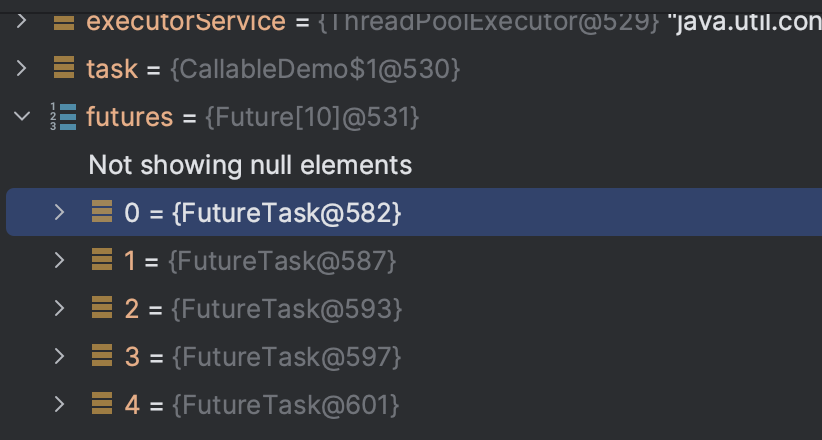 executorService = {ThreadPoolExecutor@529} "java.util.con
task = {CallableDemo$1@530}
futures = {Future[10]@531}
Not showing null elements
0 = {FutureTask@582}
1 = {FutureTask@587}
2 = {FutureTask@593}
3 = {FutureTask@597}
4 = {FutureTask@601}